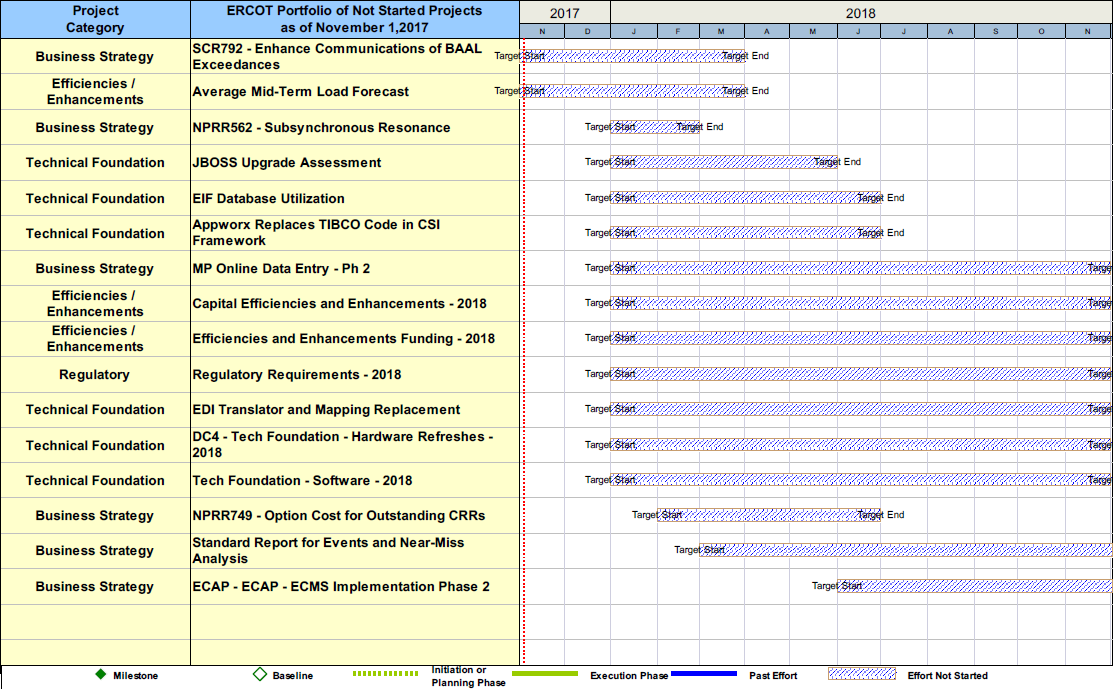 Project
Category
ERCOT Portfolio of Not Started Projects
as of November 1,2017
2017
2018
N D J F M A M J J A S O N
Business Strategy
SCR792 - Enhance Communications of BAAL
Exceedances
Target Start
Target End
Efficiencies /
Enhancements
Average Mid-Term Load Forecast
Target Start
Target End
Business Strategy
NPRR562 - Subsynchronous Resonance
Target Start
Target End
Technical Foundation
JBOSS Upgrade Assessment
Target Start
Target End
Technical Foundation
EIF Database Utilization
Target Start
Target End
Technical Foundation
Appworx Replaces TIBCO Code in CSI
Framework
Target Start
Target End
Business Strategy
MP Online Data Entry - Ph 2
Target Start
Targe
Efficiencies /
Enhancements
Capital Efficiencies and Enhancements - 2018
Target Start
Targe
Efficiencies /
Enhancements
Efficiencies and Enhancements Funding - 2018
Target Start
Targe
Regulatory
Regulatory Requirements - 2018
Target Start
Targe
Technical Foundation
EDI Translator and Mapping Replacement
Target Start
Targe
Technical Foundation
DC4 - Tech Foundation - Hardware Refreshes -
2018
Target Start
Targe
Technical Foundation
Tech Foundation - Software - 2018
Target Start
Targe
Business Strategy
NPRR749 - Option Cost for Outstanding CRRs
Target Start
Target End
Business Strategy
Standard Report for Events and Near-Miss
Analysis
Target Start
Business Strategy
ECAP - ECAP - ECMS Implementation Phase 2
Target Start
Milestone
Baseline
Initiation or
Planning Phase
Execution Phase
Past Effort
Effort Not Started